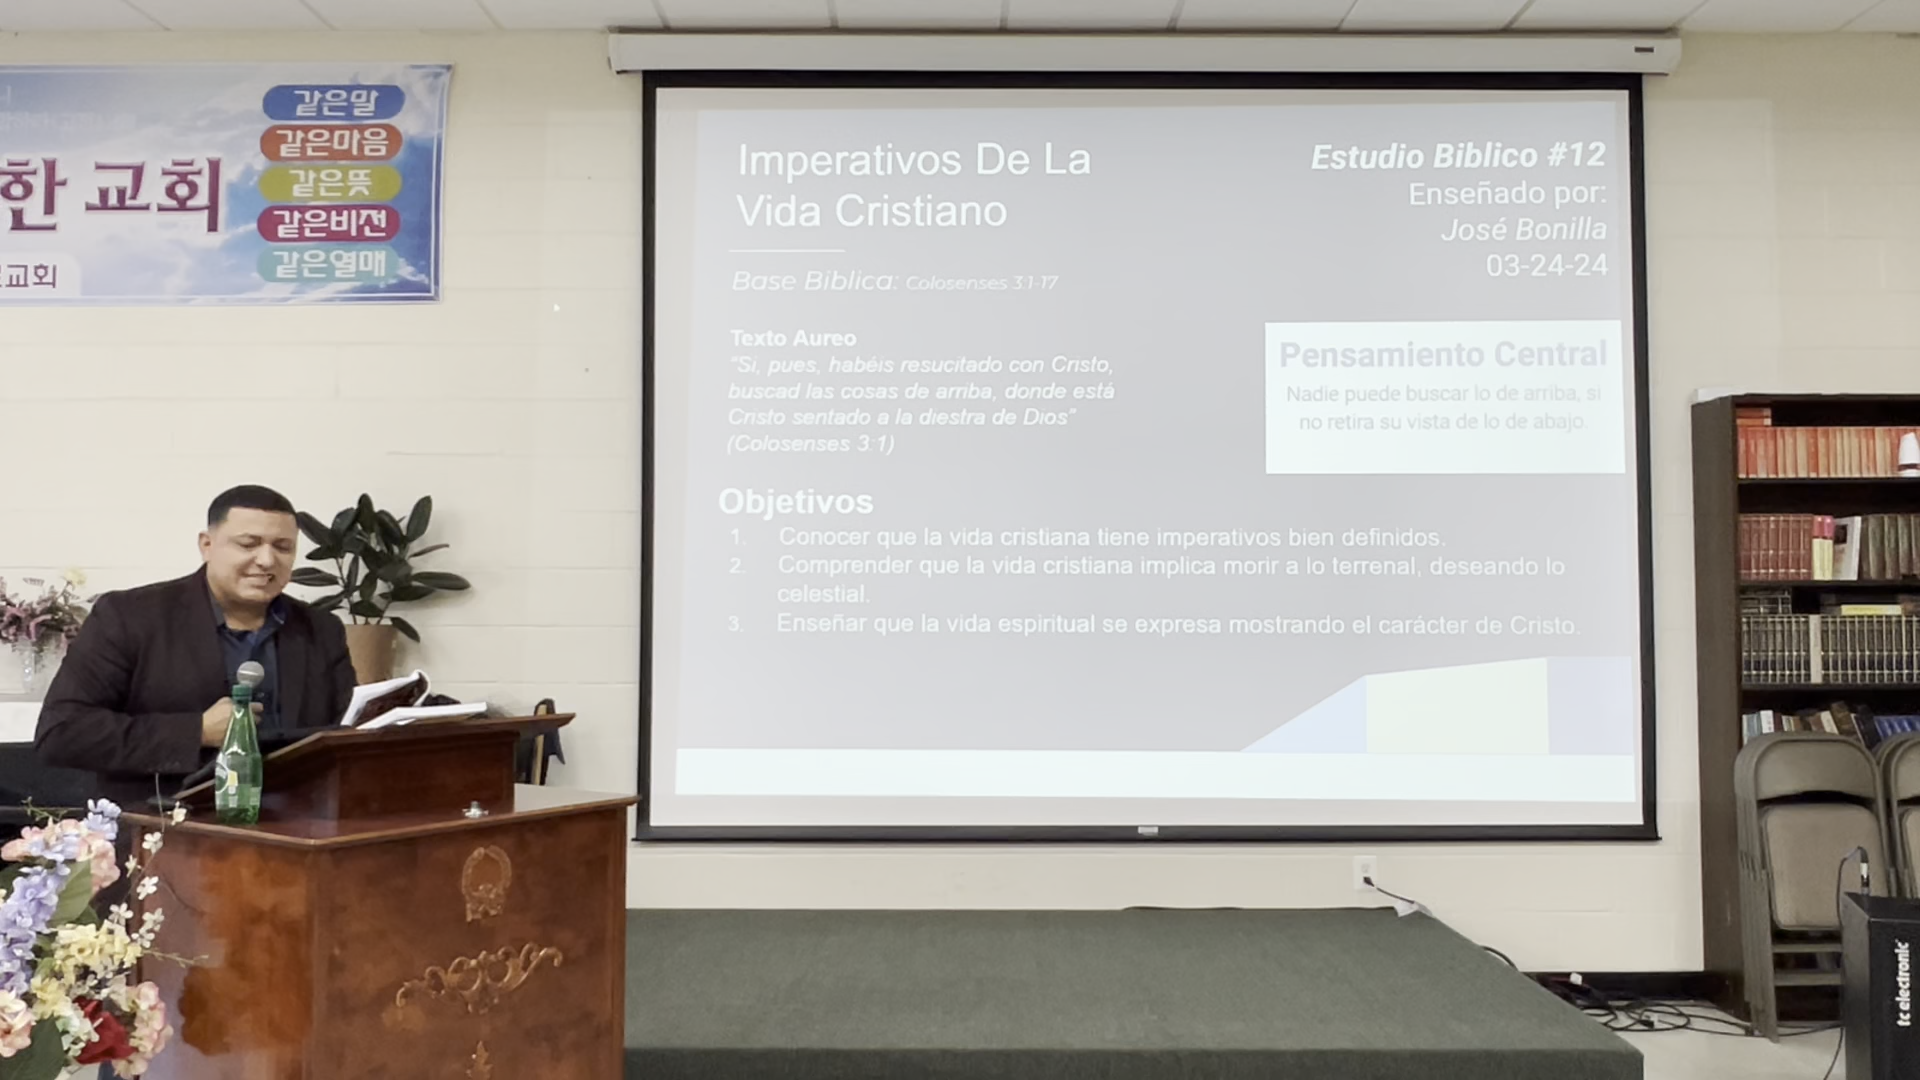 한 교회
교회
같은말
같은마음
같은뜻
같은비전
같은열매
Imperativos De La
Vida Cristiano
Base Biblica: Colosenses 3:1-17
Texto Aureo
“Si, pues, habéis resucitado con Cristo,
buscad las cosas de arriba, donde está
Cristo sentado a la diestra de Dios”
(Colosenses 3:1)
Estudio Biblico #12
Enseñado por:
José Bonilla
03-24-24
Pensamiento Central
Nadie puede buscar lo de arriba, si
no retira su vista de lo de abajo.
Objetivos
1. Conocer que la vida cristiana tiene imperativos bien definidos.
2. Comprender que la vida cristiana implica morir a lo terrenal, deseando lo
celestial.
3. Enseñar que la vida espiritual se expresa mostrando el carácter de Cristo.
tc electronic